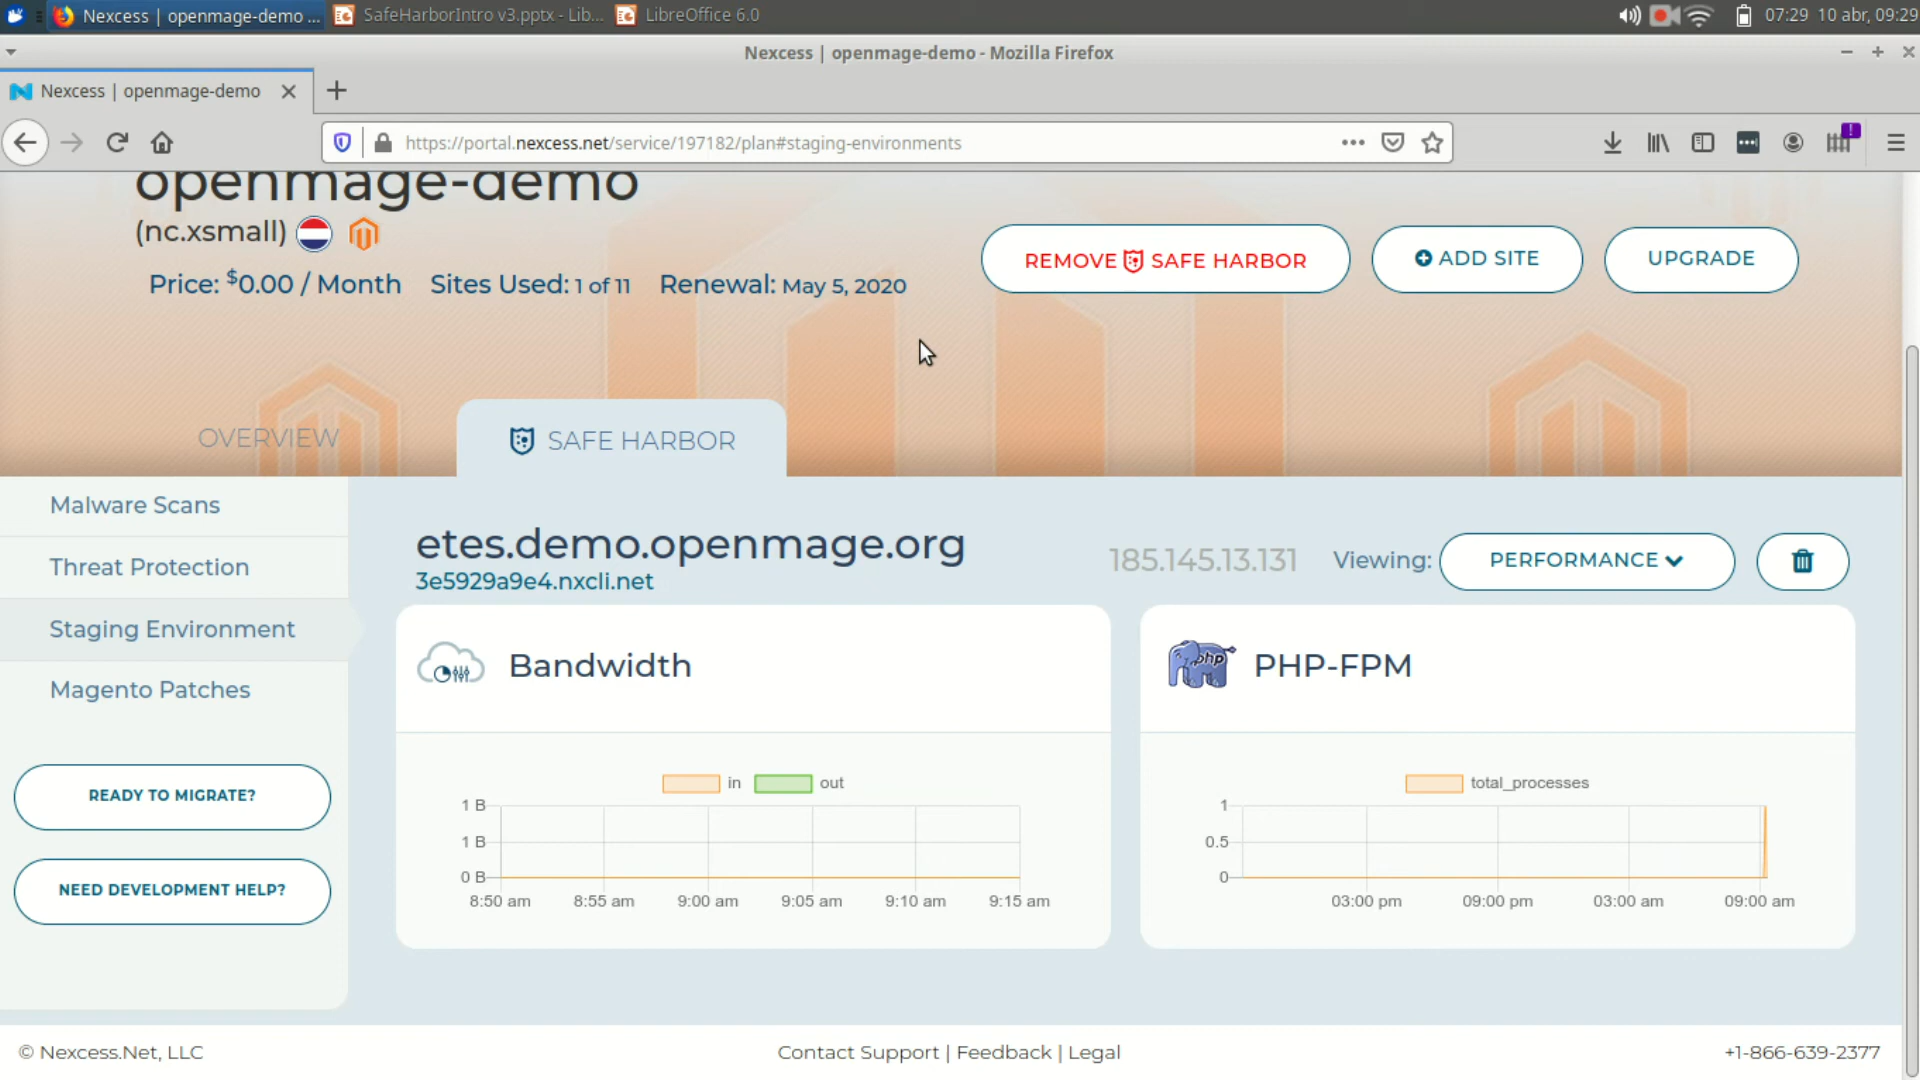 Nexcess | openmage-demo ...
SafeHarborIntro v3.pptx - Lib...
LibreOffice 6.0
07:29 10 abr, 09:29
Nexcess | openmage-demo - Mozilla Firefox
Nexcess | openmage-demo
https://portal.nexcess.net/service/197182/plan#staging-environments
openmage-demo
(nc.xsmall)
Price: $0.00 / Month Sites Used: 1 of 11 Renewal: May 5, 2020
REMOVE SAFE HARBOR
ADD SITE
UPGRADE
OVERVIEW
SAFE HARBOR
Malware Scans
Threat Protection
Staging Environment
Magento Patches
READY TO MIGRATE?
NEED DEVELOPMENT HELP?
etes.demo.openmage.org
3e5929a9e4.nxcli.net
185.145.13.131
Viewing:
PERFORMANCE
Bandwidth
in out
1 B
1 B
0 B
8:50 am 8:55 am 9:00 am 9:05 am 9:10 am 9:15 am
php
PHP-FPM
total_processes
1
0.5
0
03:00 pm 09:00 pm 03:00 am 09:00 am
© Nexcess.Net, LLC
Contact Support | Feedback | Legal
+1-866-639-2377